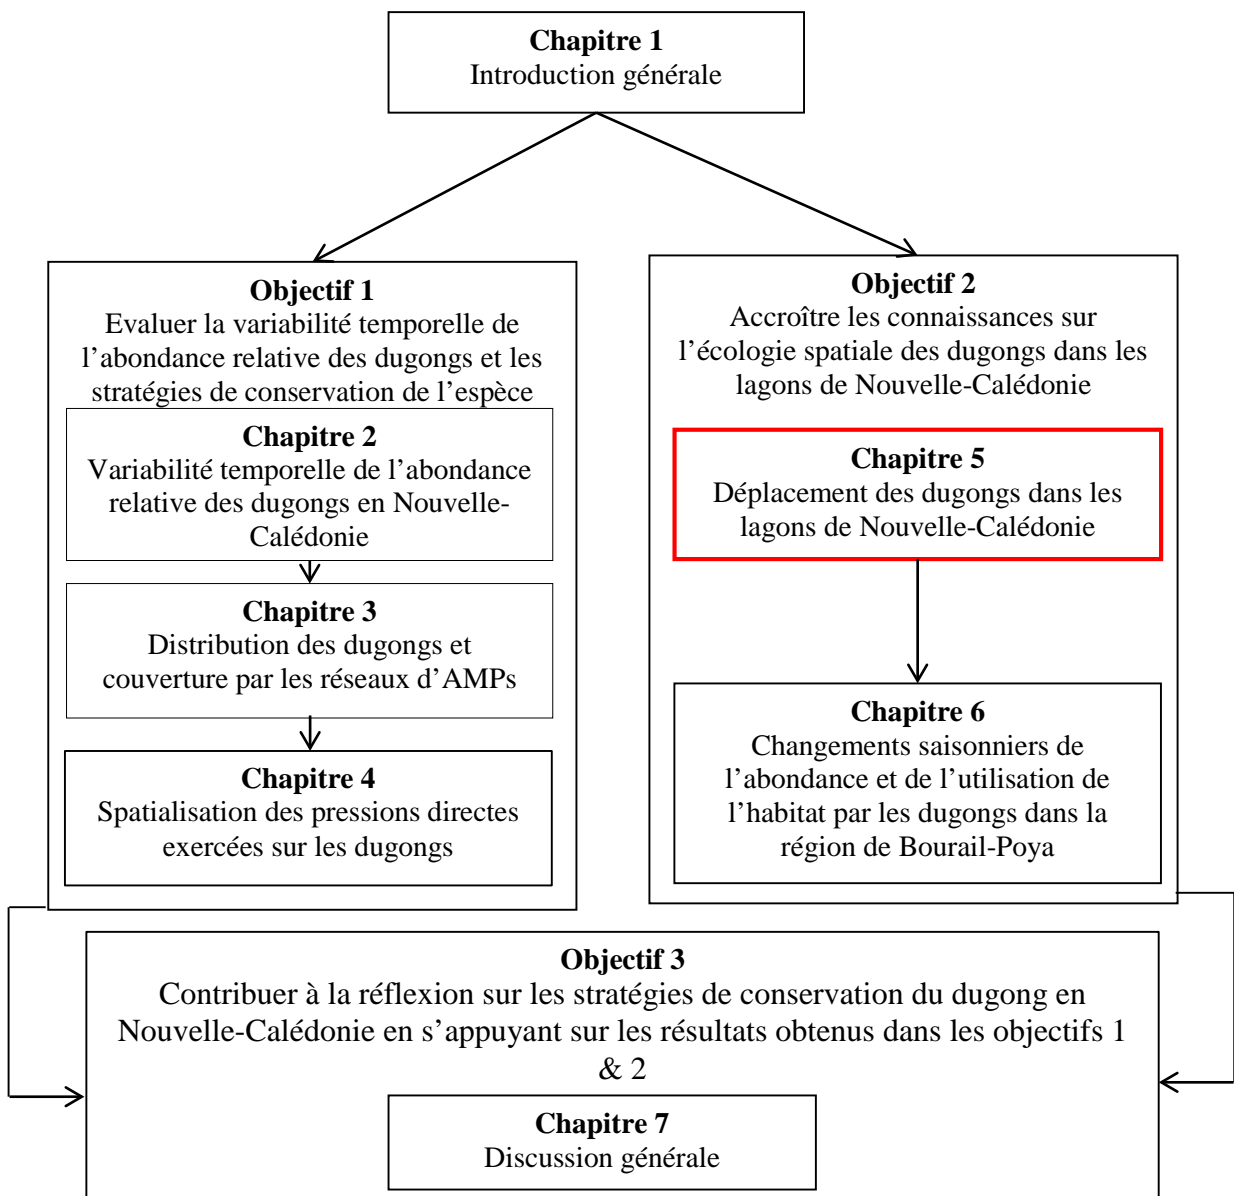 Chapitre 1
Introduction générale
Objectif 1
Evaluer la variabilité temporelle de
l’abondance relative des dugongs et les
stratégies de conservation de l’espèce
Chapitre 2
Variabilité temporelle de l’abondance
relative des dugongs en Nouvelle-
Calédonie
Chapitre 3
Distribution des dugongs et
couverture par les réseaux d’AMPs
Chapitre 4
Spatialisation des pressions directes
exercées sur les dugongs
Objectif 2
Accroître les connaissances sur
l’écologie spatiale des dugongs dans les
lagons de Nouvelle-Calédonie
Chapitre 5
Déplacement des dugongs dans les
lagons de Nouvelle-Calédonie
Chapitre 6
Changements saisonniers de
l’abondance et de l’utilisation de
l’habitat par les dugongs dans la
région de Bourail-Poya
Objectif 3
Contribuer à la réflexion sur les stratégies de conservation du dugong en
Nouvelle-Calédonie en s’appuyant sur les résultats obtenus dans les objectifs 1
& 2
Chapitre 7
Discussion générale